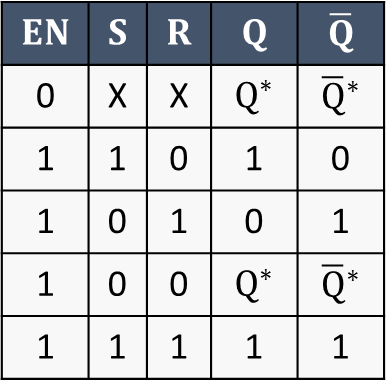 EN S R Q Q̅
0 X X Q* Q̅*
1 1 0 1 0
1 0 1 0 1
1 0 0 Q* Q̅*
1 1 1 1 1